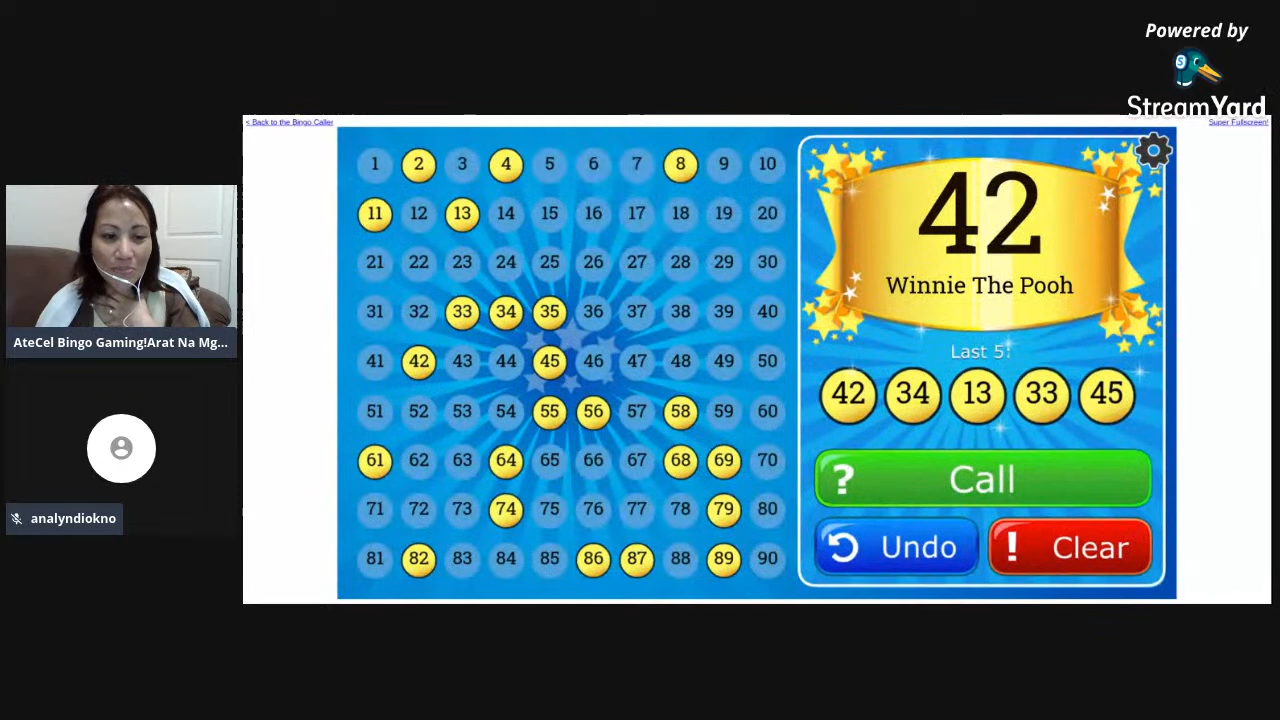 Powered by
StreamYard
< Back to the Bingo Caller
Super Fullscreen!
1 2 3 4 5 6 7 8 9 10
11 12 13 14 15 16 17 18 19 20
21 22 23 24 25 26 27 28 29 30
31 32 33 34 35 36 37 38 39 40
41 42 43 44 45 46 47 48 49 50
51 52 53 54 55 56 57 58 59 60
61 62 63 64 65 66 67 68 69 70
71 72 73 74 75 76 77 78 79 80
81 82 83 84 85 86 87 88 89 90
42
Winnie The Pooh
Last 5:
42 34 13 33 45
? Call
Undo
! Clear
AteCel Bingo Gaming!Arat Na Mg...
analyndiokno